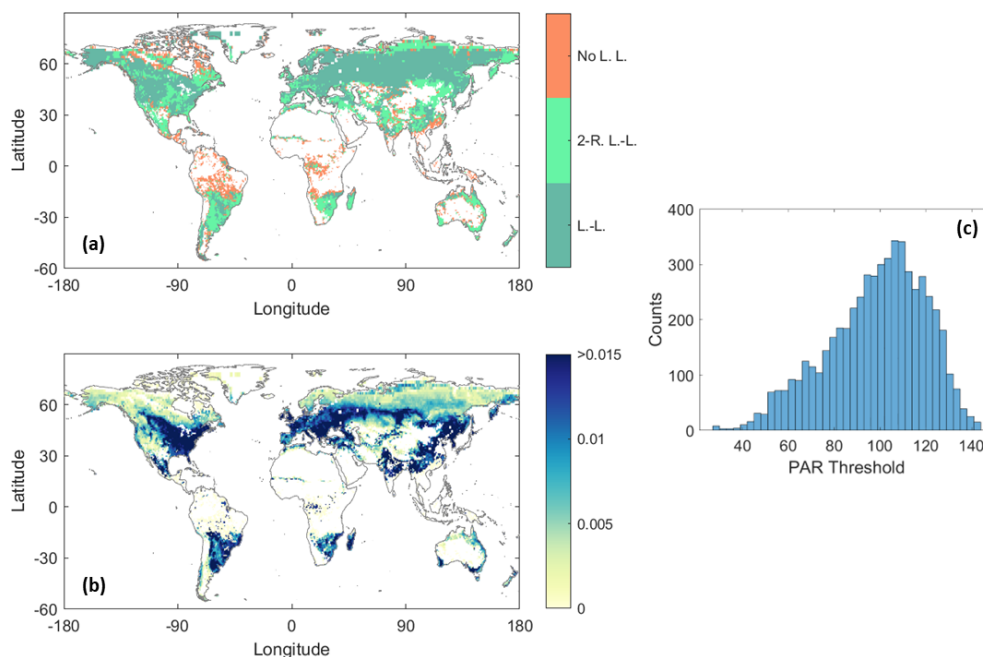 60
30
0
-30
-60
Latitude
(a)
-180
-90
0
90
180
Longitude
No L. L.
2-R. L.-L.
L.-L.
60
30
0
-30
-60
Latitude
(b)
-180
-90
0
90
180
Longitude
>0.015
0.01
0.005
0
400
300
200
100
0
Counts
(c)
40
60
80
100
120
140
PAR Threshold